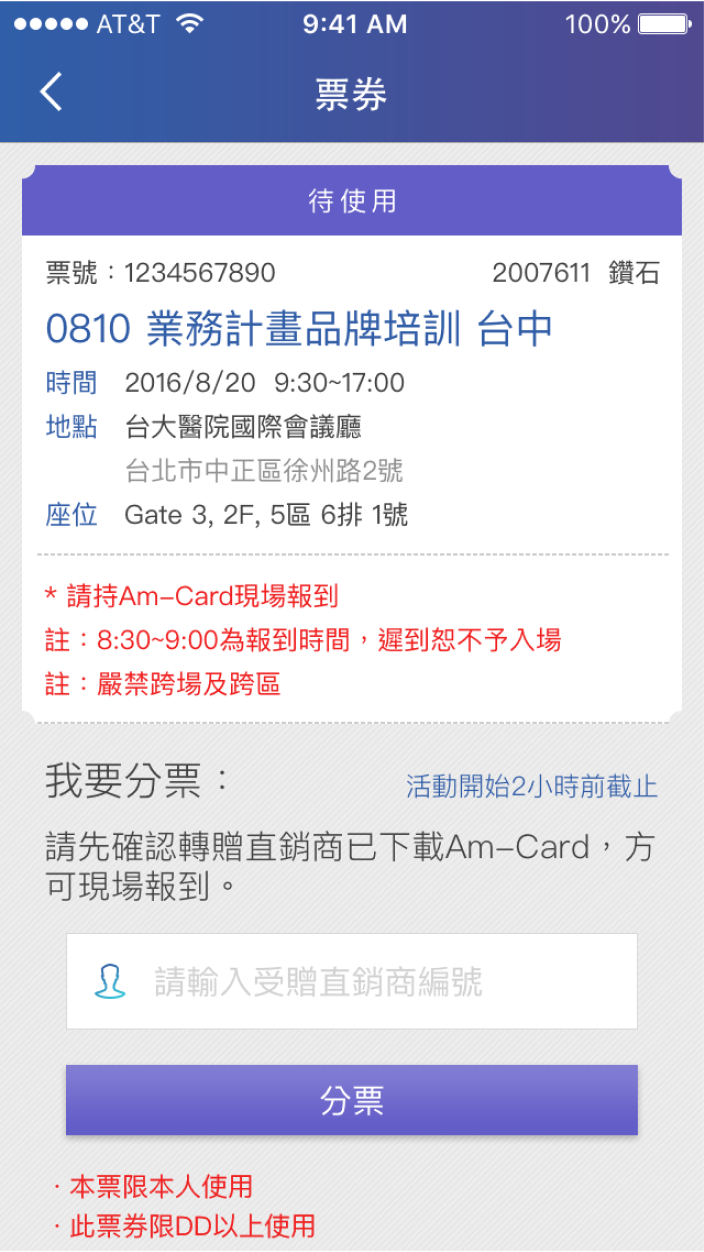 AT&T 9:41 AM 100%
票券
待使用
票號：1234567890 2007611 鑽石
0810 業務計畫品牌培訓 台中
時間 2016/8/20 9:30~17:00
地點 台大醫院國際會議廳
台北市中正區徐州路2號
座位 Gate 3, 2F, 5區 6排 1號
* 請持Am-Card現場報到
註：8:30~9:00為報到時間，遲到恕不予入場
註：嚴禁跨場及跨區
我要分票： 活動開始2小時前截止
請先確認轉贈直銷商已下載Am-Card，方
可現場報到。
請輸入受贈直銷商編號
分票
· 本票限本人使用
· 此票券限DD以上使用